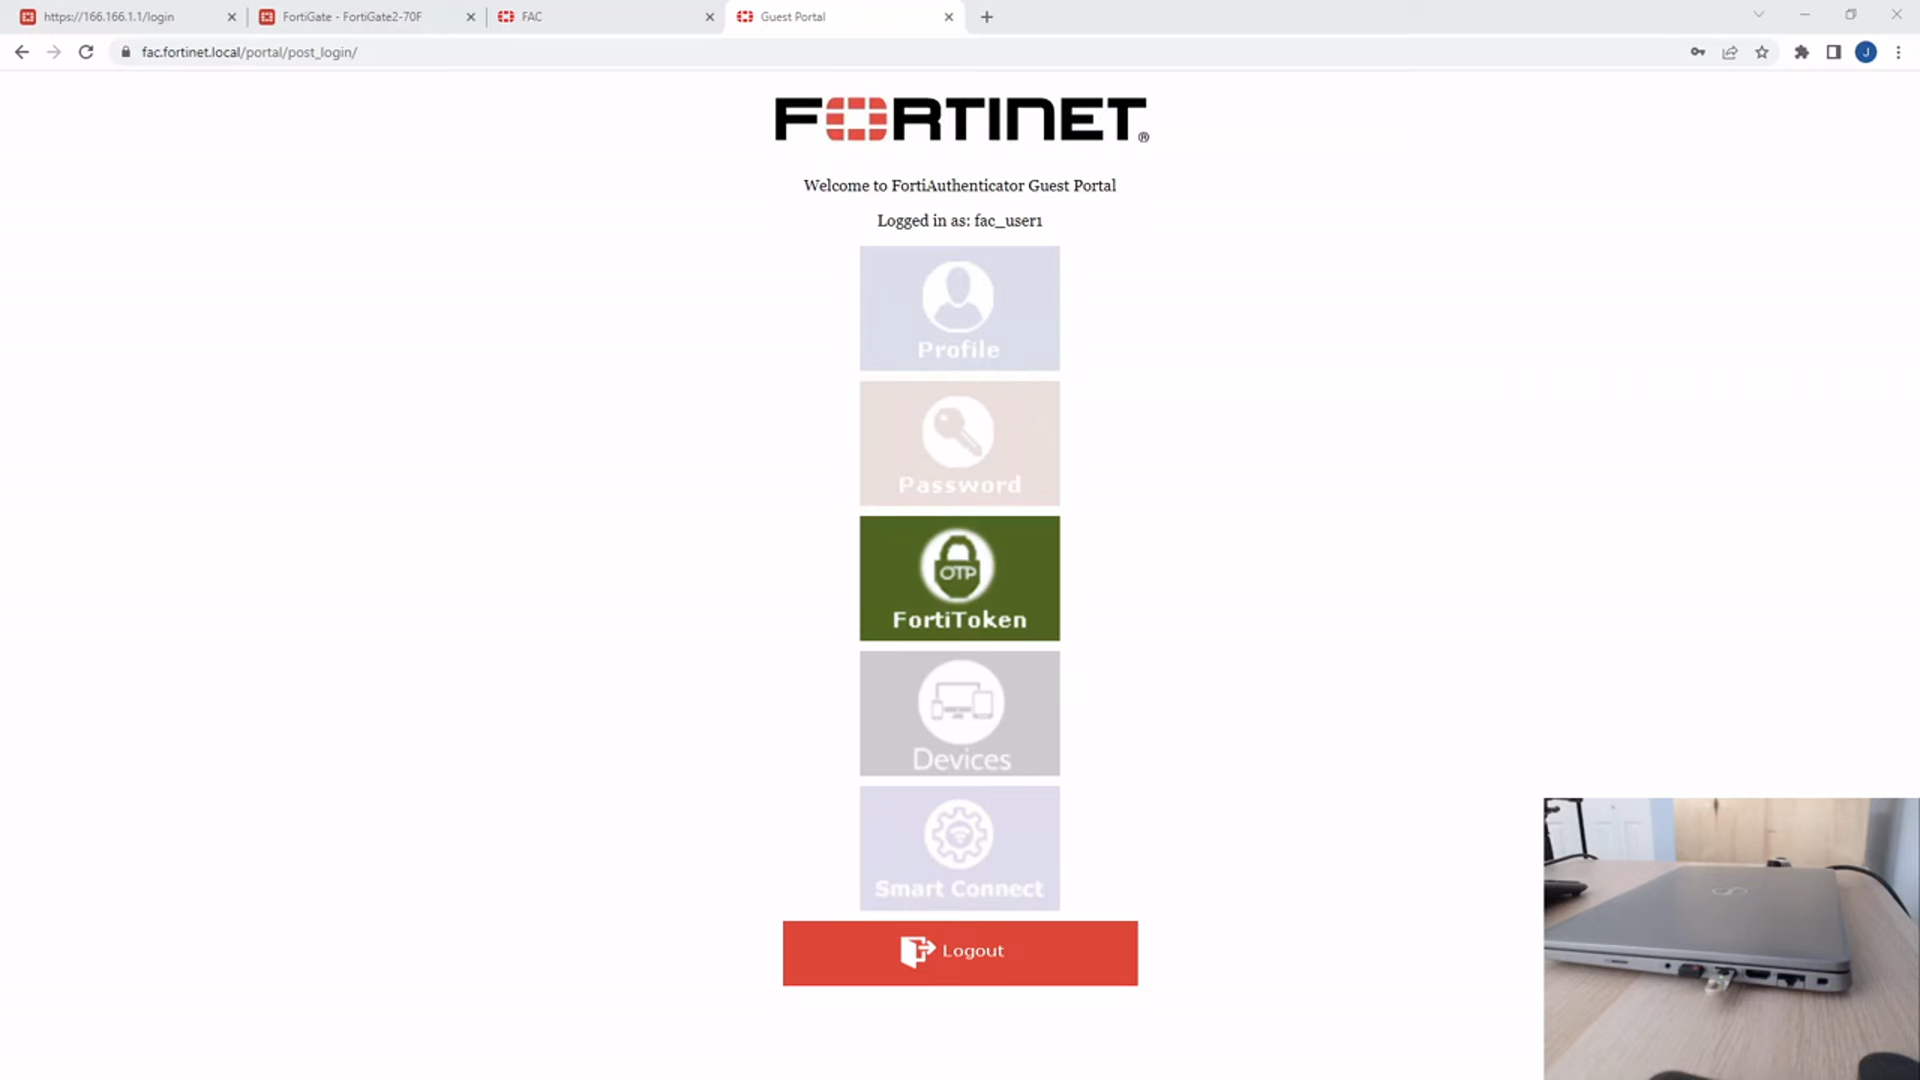 https://166.166.1.1/login
FortiGate - FortiGate2-70F
FAC
Guest Portal
fac.fortinet.local/portal/post_login/
J
FORTINET®
Welcome to FortiAuthenticator Guest Portal
Logged in as: fac_user1
Profile
Password
OTP
FortiToken
Devices
Smart Connect
Logout